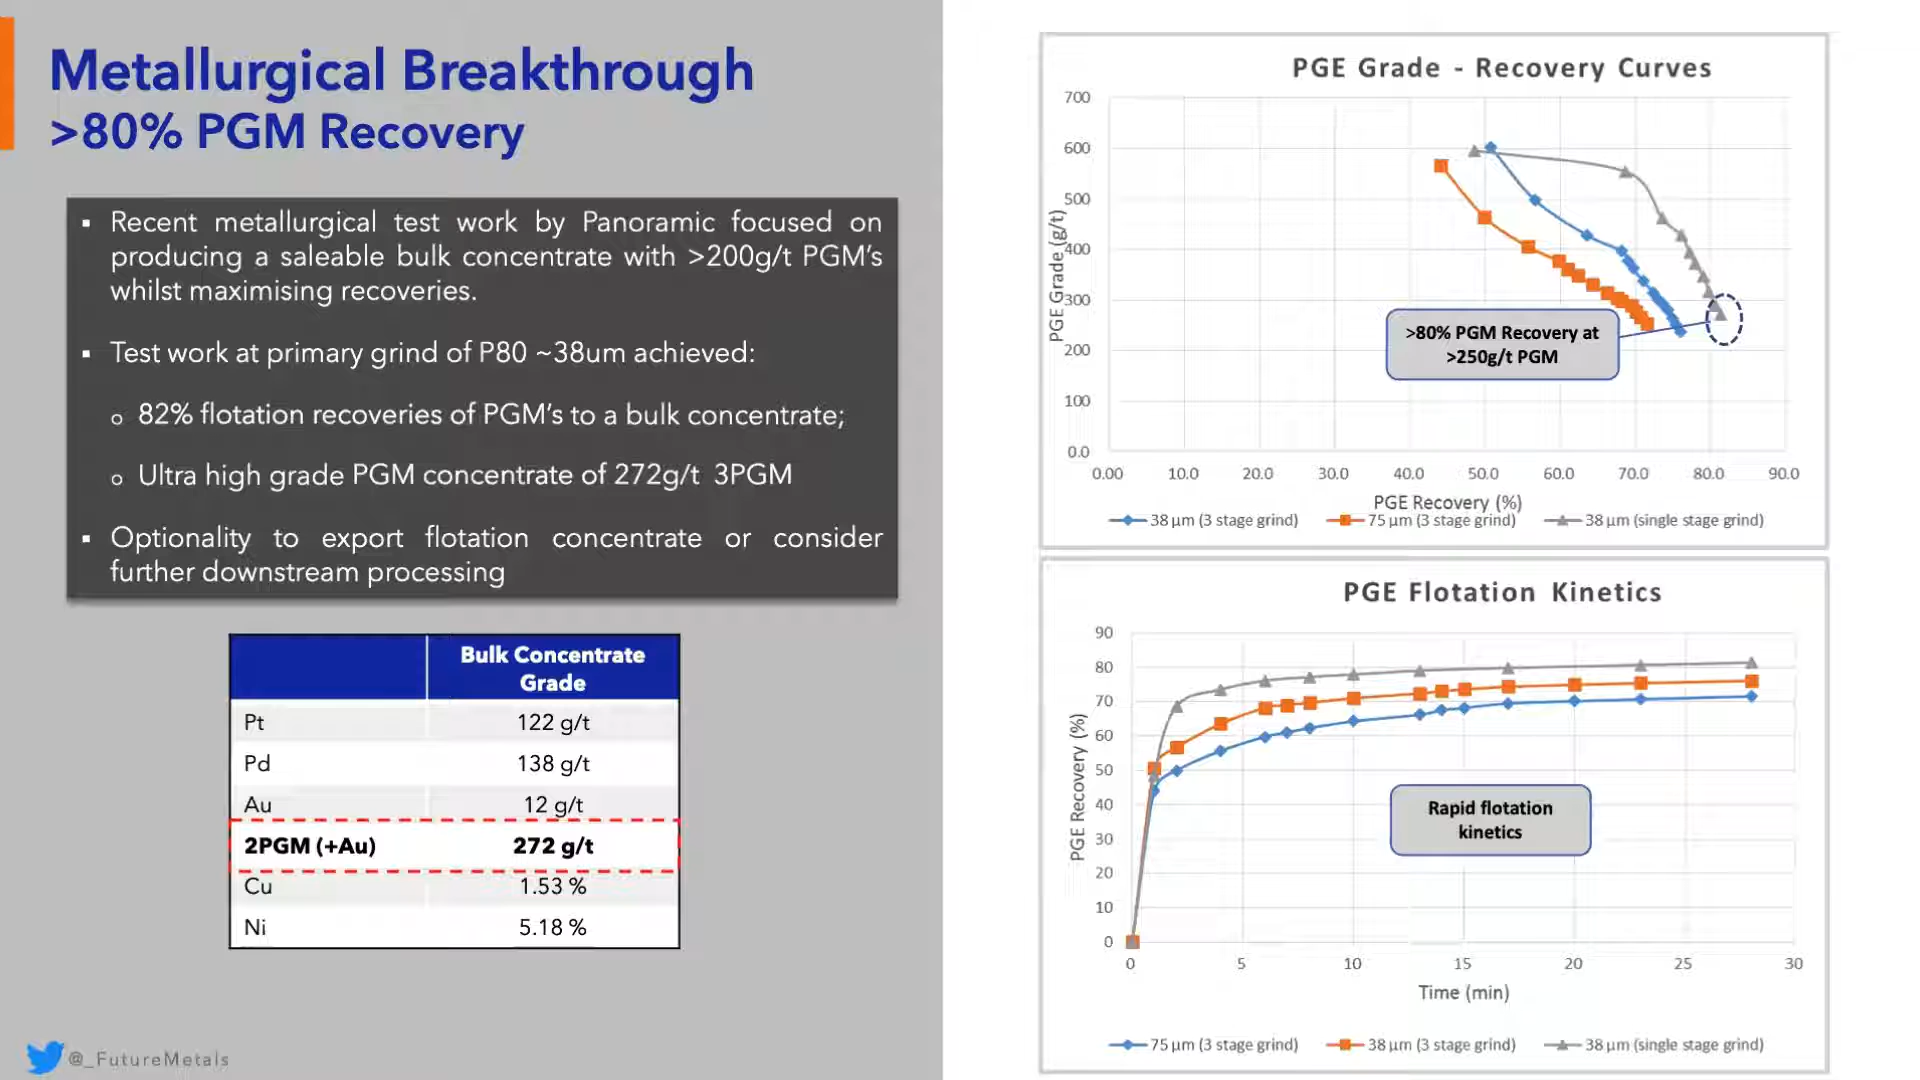 Metallurgical Breakthrough
>80% PGM Recovery
▪ Recent metallurgical test work by Panoramic focused on
producing a saleable bulk concentrate with >200g/t PGM's
whilst maximising recoveries.
▪ Test work at primary grind of P80 ~38um achieved:
o 82% flotation recoveries of PGM's to a bulk concentrate;
o Ultra high grade PGM concentrate of 272g/t 3PGM
▪ Optionality to export flotation concentrate or consider
further downstream processing
Bulk Concentrate
Grade
Pt 122 g/t
Pd 138 g/t
Au 12 g/t
2PGM (+Au) 272 g/t
Cu 1.53 %
Ni 5.18 %
@_FutureMetals
PGE Grade - Recovery Curves
700
600
500
400
300
200
100
0.0
PGE Grade (g/t)
>80% PGM Recovery at
>250g/t PGM
0.00 10.0 20.0 30.0 40.0 50.0 60.0 70.0 80.0 90.0
PGE Recovery (%)
38 µm (3 stage grind) 75 µm (3 stage grind) 38 µm (single stage grind)
PGE Flotation Kinetics
90
80
70
60
50
40
30
20
10
0
PGE Recovery (%)
Rapid flotation
kinetics
0 5 10 15 20 25 30
Time (min)
75 µm (3 stage grind) 38 µm (3 stage grind) 38 µm (single stage grind)